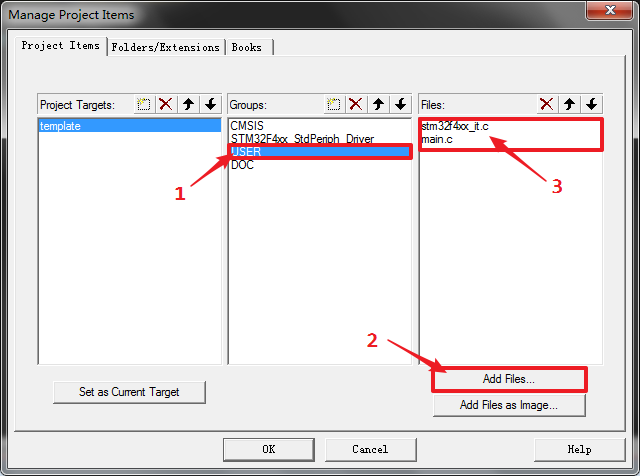 Manage Project Items
Project Items Folders/Extensions Books
Project Targets: Groups: Files:
template CMSIS stm32f4xx_it.c
STM32F4xx_StdPeriph_Driver main.c
USER
DOC
1
3
2
Add Files...
Set as Current Target
Add Files as Image...
OK Cancel Help